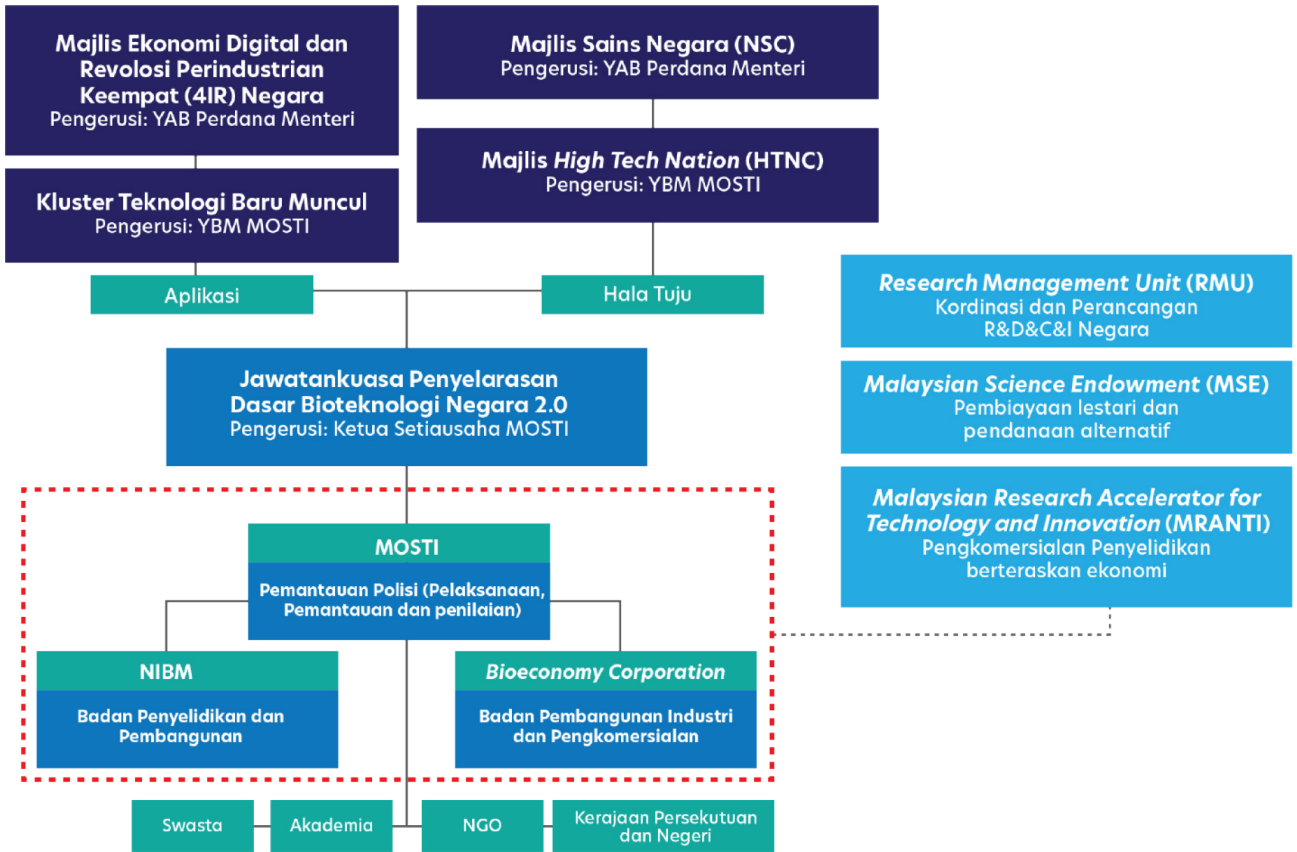 Majlis Ekonomi Digital dan
Revolosi Perindustrian
Keempat (4IR) Negara
Pengerusi: YAB Perdana Menteri
Majlis Sains Negara (NSC)
Pengerusi: YAB Perdana Menteri
Kluster Teknologi Baru Muncul
Pengerusi: YBM MOSTI
Majlis High Tech Nation (HTNC)
Pengerusi: YBM MOSTI
Aplikasi
Hala Tuju
Jawatankuasa Penyelarasan
Dasar Bioteknologi Negara 2.0
Pengerusi: Ketua Setiausaha MOSTI
Research Management Unit (RMU)
Kordinasi dan Perancangan
R&D&C&I Negara
Malaysian Science Endowment (MSE)
Pembiayaan lestari dan
pendanaan alternatif
Malaysian Research Accelerator for
Technology and Innovation (MRANTI)
Pengkomersialan Penyelidikan
berteraskan ekonomi
MOSTI
Pemantauan Polisi (Pelaksanaan,
Pemantauan dan penilaian)
NIBM
Badan Penyelidikan dan
Pembangunan
Bioeconomy Corporation
Badan Pembangunan Industri
dan Pengkomersialan
Swasta
Akademia
NGO
Kerajaan Persekutuan
dan Negeri